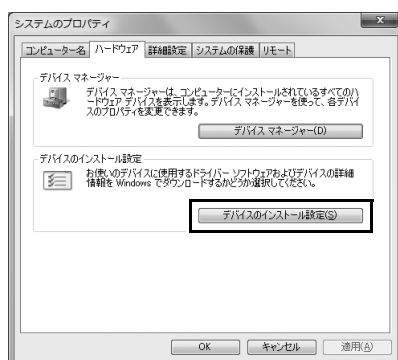 システムのプロパティ
コンピューター名 ハードウェア 詳細設定 システムの保護 リモート
デバイス マネージャー
デバイス マネージャーは、コンピューターにインストールされているすべてのハ
ードウェア デバイスを表示します。デバイス マネージャーを使って、各デバイ
スのプロパティを変更できます。
デバイス マネージャー(D)
デバイスのインストール設定
お使いのデバイスに使用するドライバー ソフトウェアおよびデバイスの詳細
情報を Windows でダウンロードするかどうか選択してください。
デバイスのインストール設定(S)
OK キャンセル 適用(A)